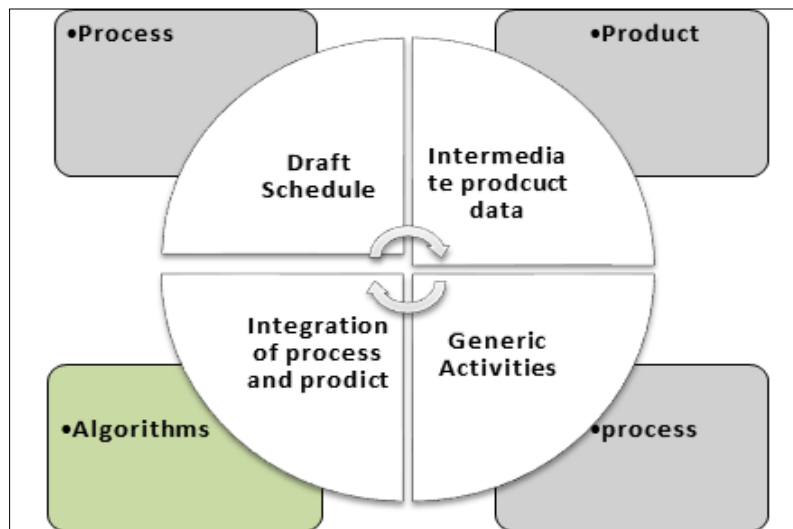 •Process
•Product
Draft
Schedule
Intermedia
te prodcuct
data
Integration
of process
and prodict
Generic
Activities
•Algorithms
•process